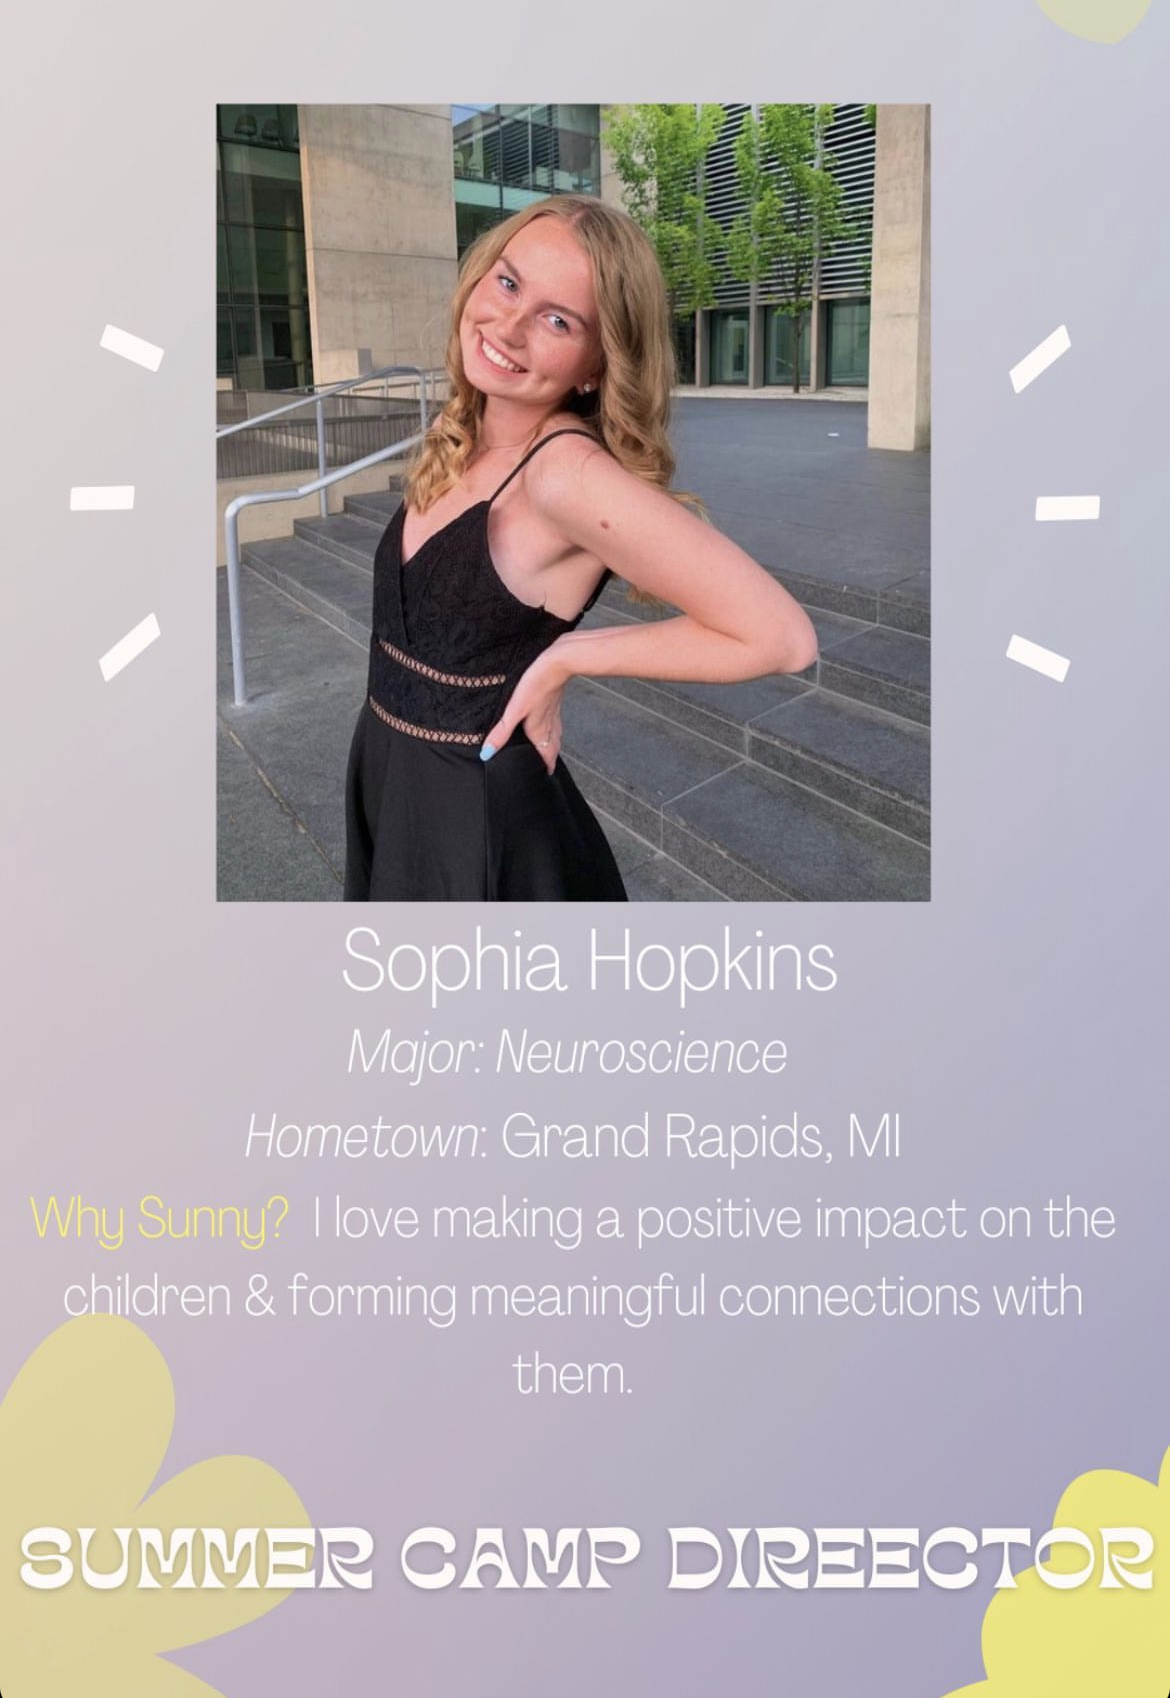 Sophia Hopkins
Major: Neuroscience
Hometown: Grand Rapids, MI
Why Sunny? I love making a positive impact on the
children & forming meaningful connections with
them.
SUMMER CAMP DIREECTOR